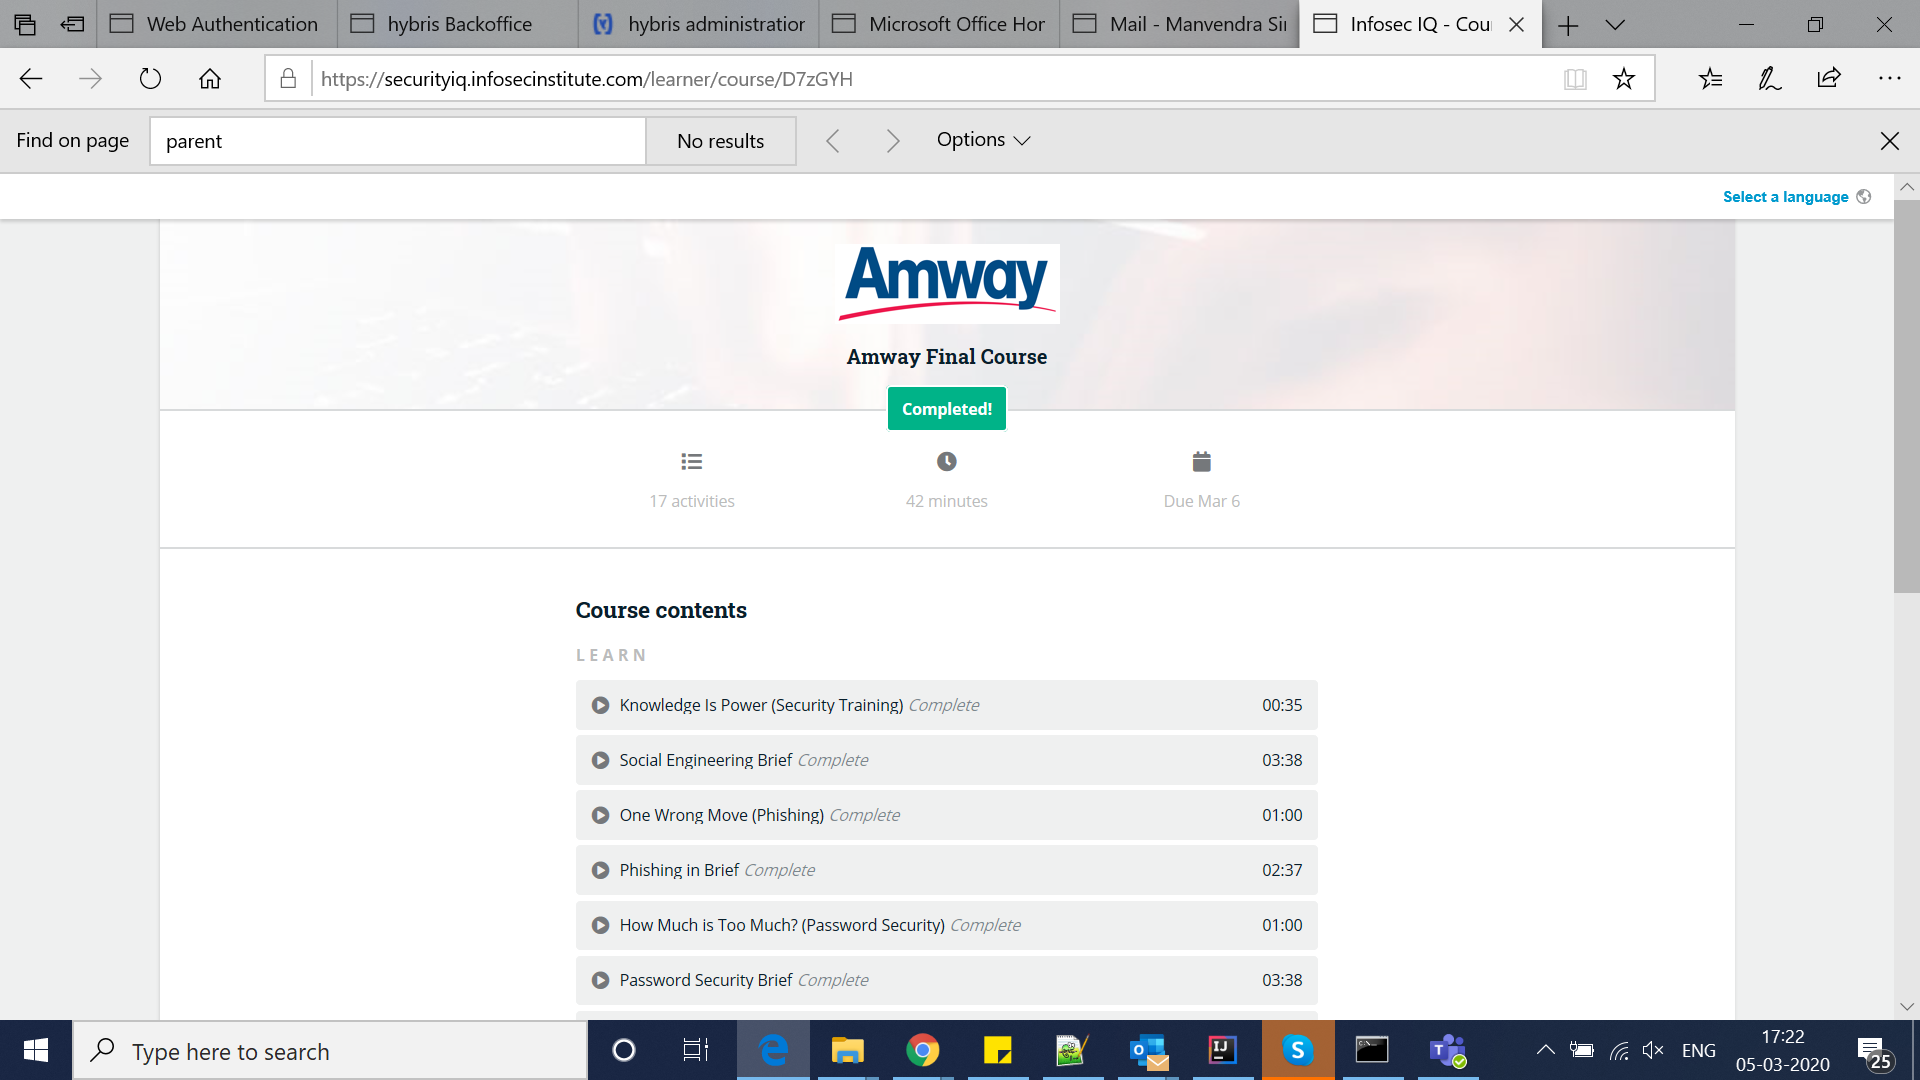 Web Authentication
hybris Backoffice
hybris administration
Microsoft Office Hor
Mail - Manvendra Si
Infosec IQ - Cou
https://securityiq.infosecinstitute.com/learner/course/D7zGYH
Find on page
parent
No results
Options
Select a language
Amway
Amway Final Course
Completed!
17 activities
42 minutes
Due Mar 6
Course contents
LEARN
Knowledge Is Power (Security Training) Complete 00:35
Social Engineering Brief Complete 03:38
One Wrong Move (Phishing) Complete 01:00
Phishing in Brief Complete 02:37
How Much is Too Much? (Password Security) Complete 01:00
Password Security Brief Complete 03:38
Type here to search
ENG
17:22
05-03-2020
25